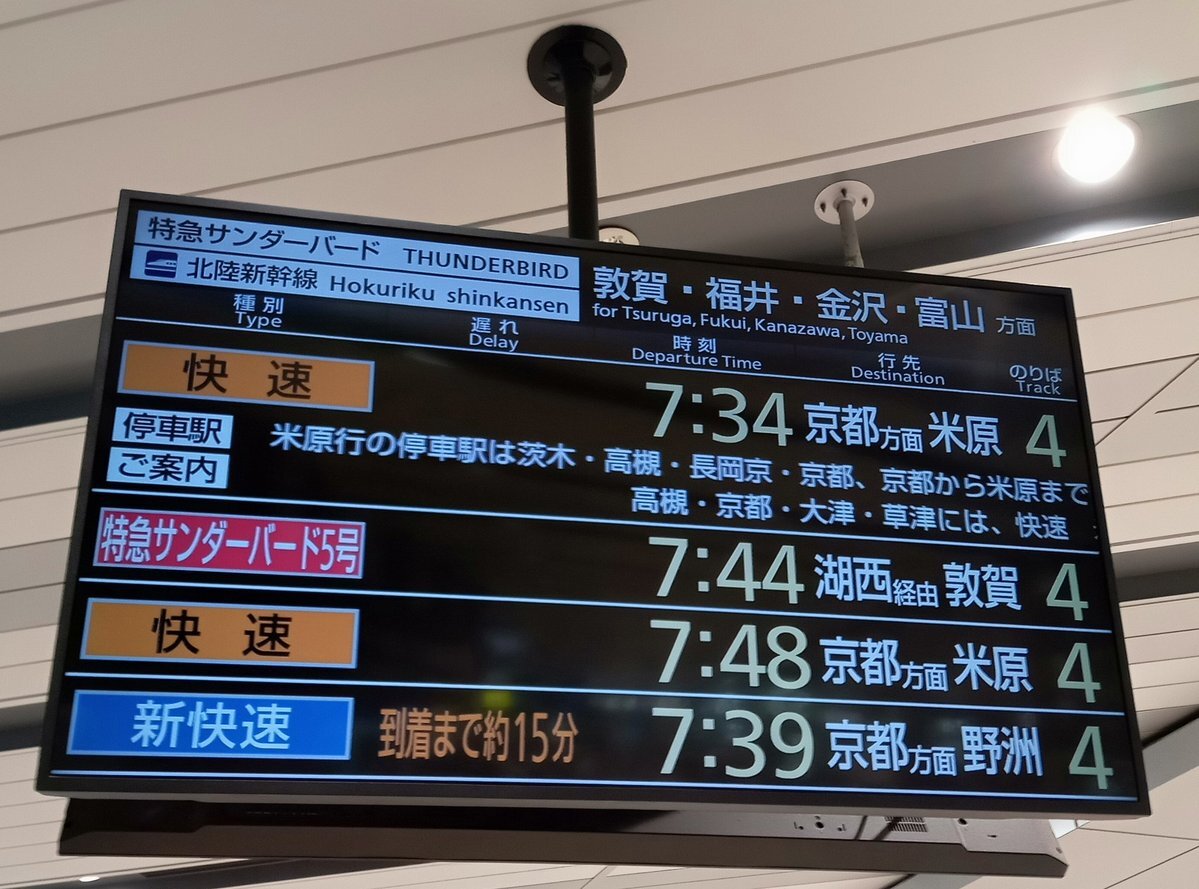 特急サンダーバード THUNDERBIRD
北陸新幹線 Hokuriku shinkansen
敦賀・福井・金沢・富山 方面
for Tsuruga, Fukui, Kanazawa, Toyama
種別 遅れ 時刻 行先 のりば
Type Delay Departure Time Destination Track
快速 7:34 京都方面 米原 4
停車駅 米原行の停車駅は茨木・高槻・長岡京・京都、京都から米原まで
ご案内 高槻・京都・大津・草津には、快速
特急サンダーバード5号 7:44 湖西経由 敦賀 4
快速 7:48 京都方面 米原 4
新快速 到着まで約15分 7:39 京都方面 野洲 4